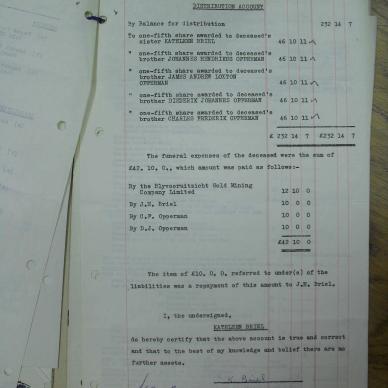 DISTRIBUTION ACCOUNT
By Balance for distribution 232 14 7
To one-fifth share awarded to deceased's
sister KATHLEEN BRIEL 46 10 11
" one-fifth share awarded to deceased's
brother JOHANNES HENDRIKUS OPPERMAN 46 10 11
" one-fifth share awarded to deceased's
brother JAMES ANDREW LOXTON
OPPERMAN 46 10 11
" one-fifth share awarded to deceased's
brother DIEDERIK JOHANNES OPPERMAN 46 10 11
" one-fifth share awarded to deceased's
brother CHARLES FREDERIK OPPERMAN 46 10 11
£ 232 14 7 £232 14 7
The funeral expenses of the deceased were the sum of
£42. 10. 0., which amount was paid as follows:-
By the Blyvooruitzicht Gold Mining
Company Limited 12 10 0
By J.H. Briel 10 0 0
By C.F. Opperman 10 0 0
By D.J. Opperman 10 0 0
£42 10 0
The item of £10. 0. 0. referred to under(e) of the
liabilities was a repayment of this amount to J.H. Briel.
I, the undersigned,
KATHLEEN BRIEL
do hereby certify that the above account is true and correct
and that to the best of my knowledge and belief there are no
further assets.
K Briel